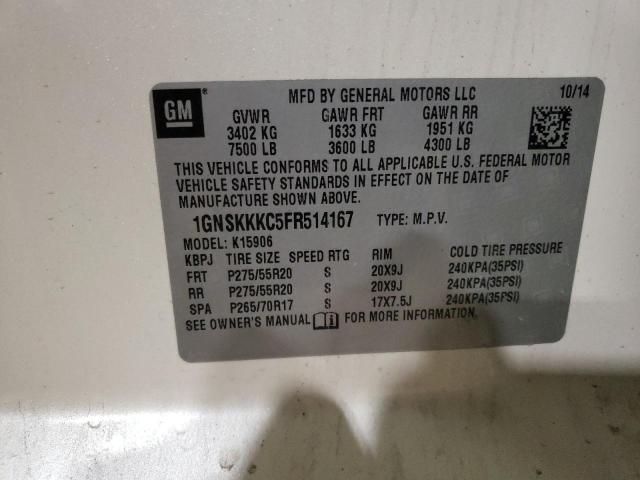 GM ® MFD BY GENERAL MOTORS LLC 10/14
GVWR GAWR FRT GAWR RR
3402 KG 1633 KG 1951 KG
7500 LB 3600 LB 4300 LB
THIS VEHICLE CONFORMS TO ALL APPLICABLE U.S. FEDERAL MOTOR
VEHICLE SAFETY STANDARDS IN EFFECT ON THE DATE OF
MANUFACTURE SHOWN ABOVE.
1GNSKKKC5FR514167 TYPE: M.P.V.
MODEL: K15906
KBPJ TIRE SIZE SPEED RTG RIM COLD TIRE PRESSURE
FRT P275/55R20 S 20X9J 240KPA(35PSI)
RR P275/55R20 S 20X9J 240KPA(35PSI)
SPA P265/70R17 S 17X7.5J 240KPA(35PSI)
SEE OWNER'S MANUAL FOR MORE INFORMATION.